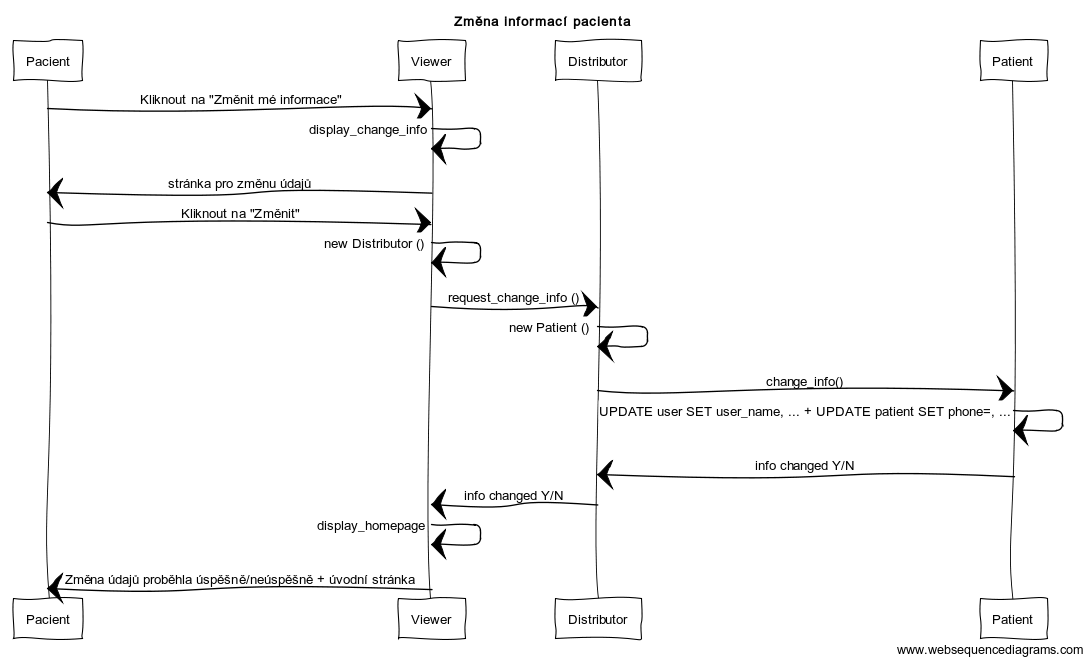 Změna informací pacienta
Pacient
Viewer
Distributor
Patient
Kliknout na "Změnit mé informace"
display_change_info
stránka pro změnu údajů
Kliknout na "Změnit"
new Distributor ()
request_change_info ()
new Patient ()
change_info()
UPDATE user SET user_name, ... + UPDATE patient SET phone=, ...
info changed Y/N
info changed Y/N
display_homepage
Změna údajů proběhla úspěšně/neúspěšně + úvodní stránka
Pacient
Viewer
Distributor
Patient
www.websequencediagrams.com